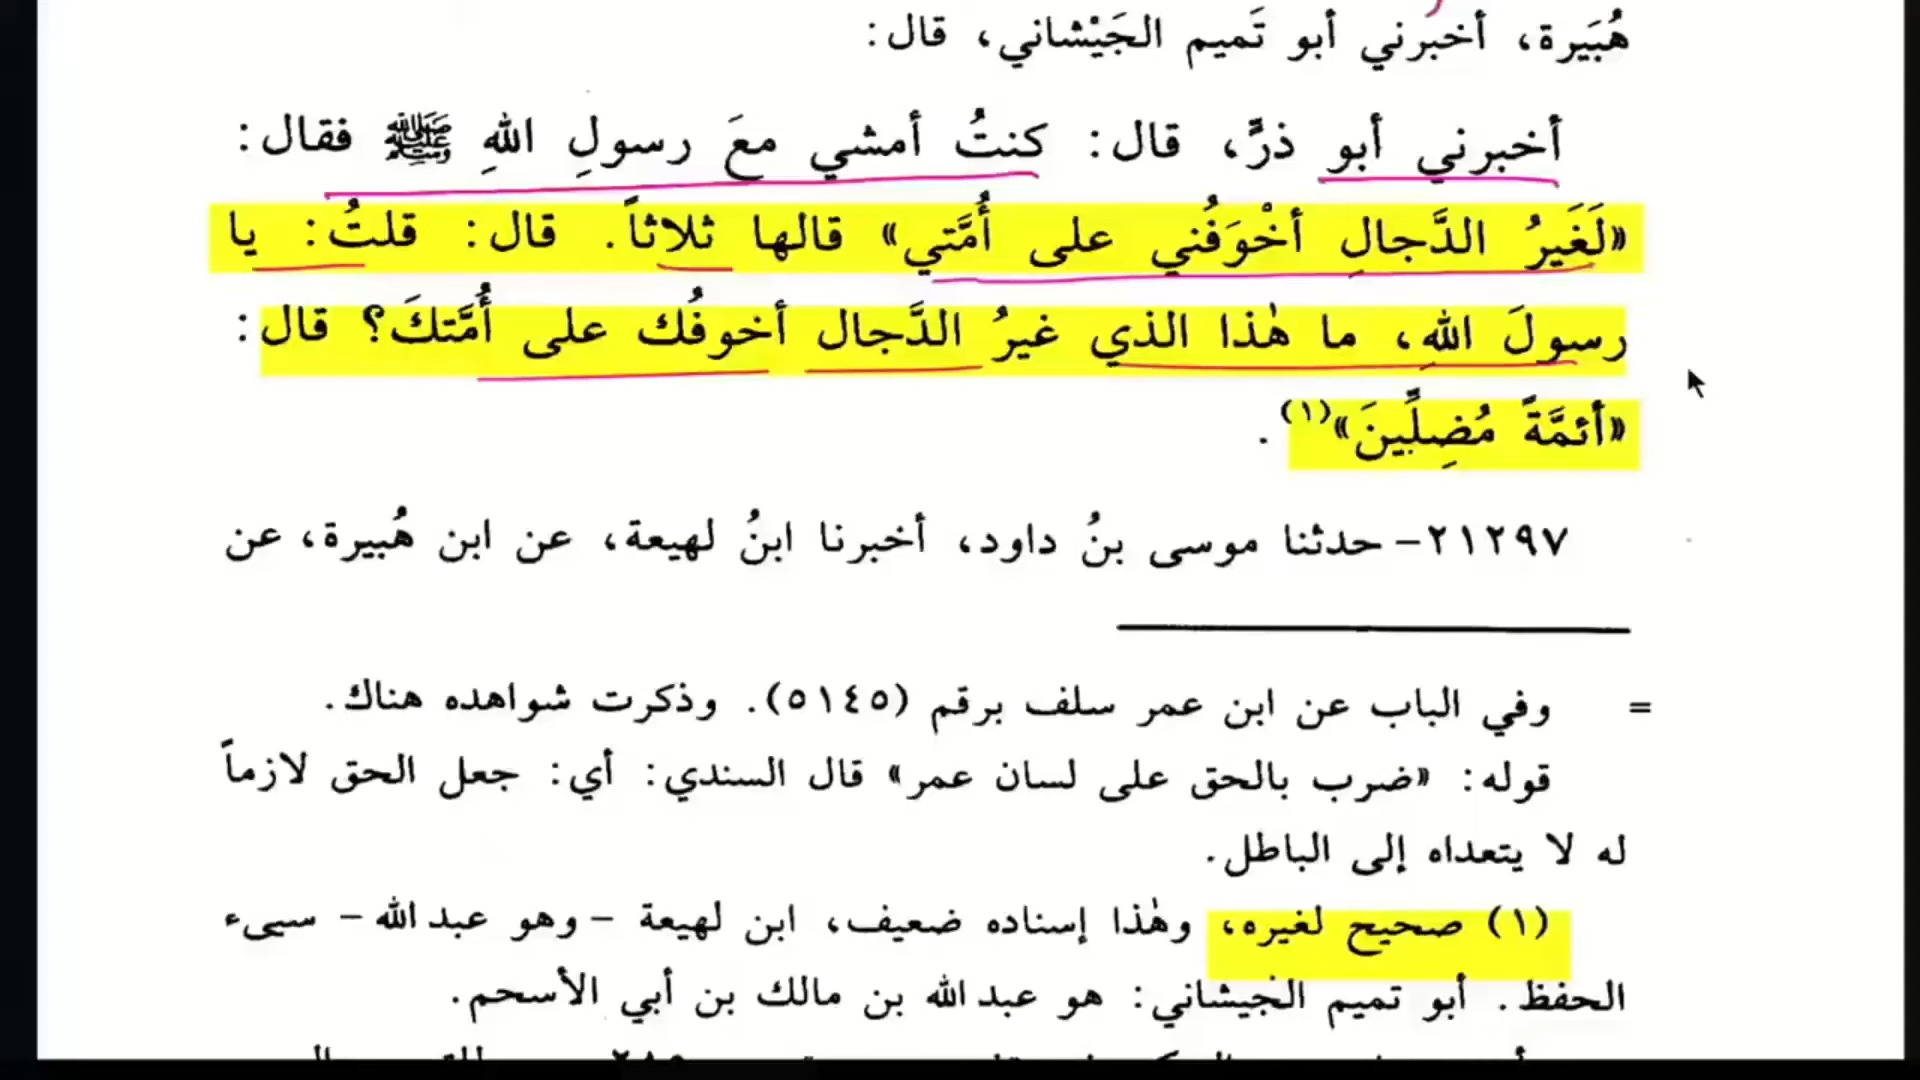 هُبَيرة، أخبرني أبو تَميم الجَيْشاني، قال:
أخبرني أبو ذرٍّ، قال: كنتُ أمشي معَ رسولِ اللهِ ﷺ فقال:
«لَغَيرُ الدَّجالِ أخْوَفُني على أُمَّتي» قالها ثلاثاً. قال: قلتُ: يا
رسولَ اللهِ، ما هٰذا الذي غيرُ الدَّجال أخوفُك على أُمَّتكَ؟ قال:
«أئمَّةً مُضِلِّينَ»(١).
٢١٢٩٧- حدثنا موسى بنُ داود، أخبرنا ابنُ لهيعة، عن ابن هُبيرة، عن
= وفي الباب عن ابن عمر سلف برقم (٥١٤٥). وذكرت شواهده هناك.
قوله: «ضرب بالحق على لسان عمر» قال السندي: أي: جعل الحق لازماً
له لا يتعداه إلى الباطل.
(١) صحيح لغيره، وهٰذا إسناده ضعيف، ابن لهيعة - وهو عبد الله - سيىء
الحفظ. أبو تميم الجيشاني: هو عبد الله بن مالك بن أبي الأسحم.